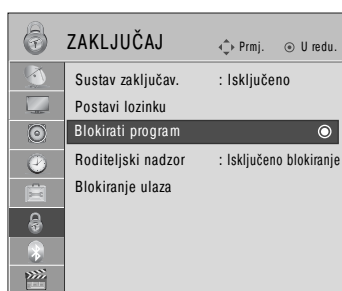 ZAKLJUČAJ Prmj. U redu.
Sustav zaključav. : Isključeno
Postavi lozinku
Blokirati program
Roditeljski nadzor : Isključeno blokiranje
Blokiranje ulaza